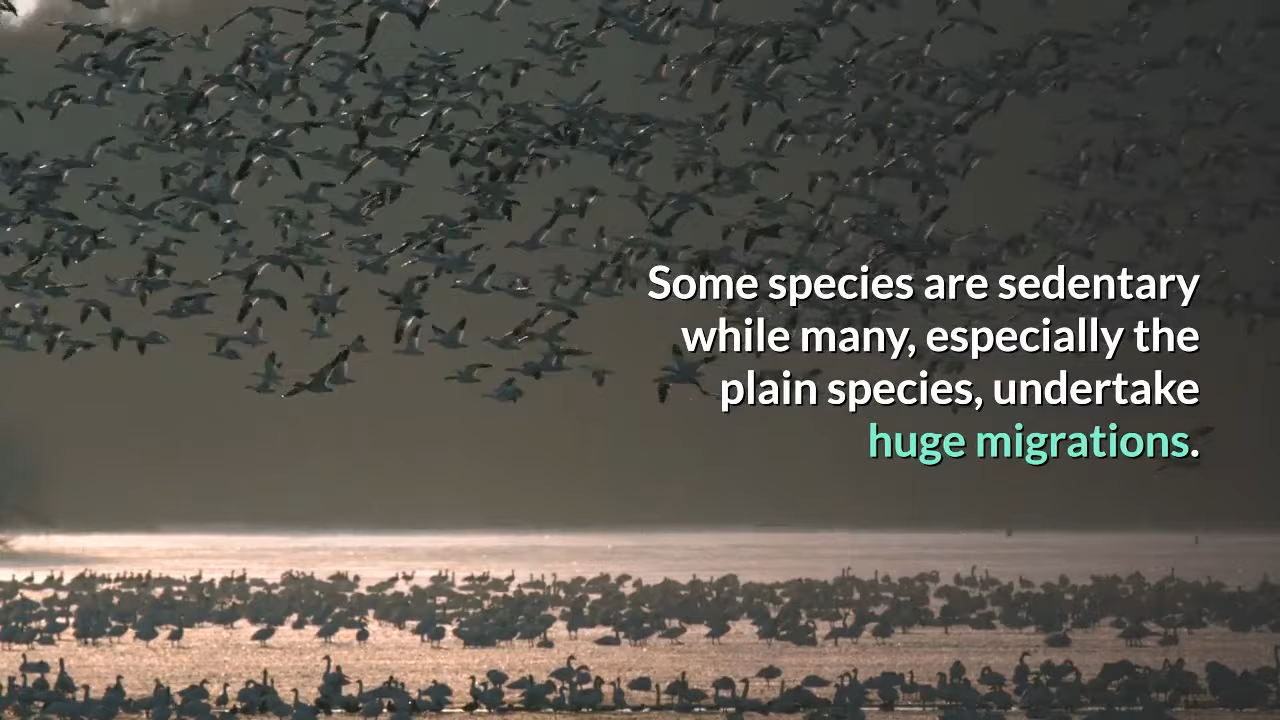 Some species are sedentary
while many, especially the
plain species, undertake
huge migrations.